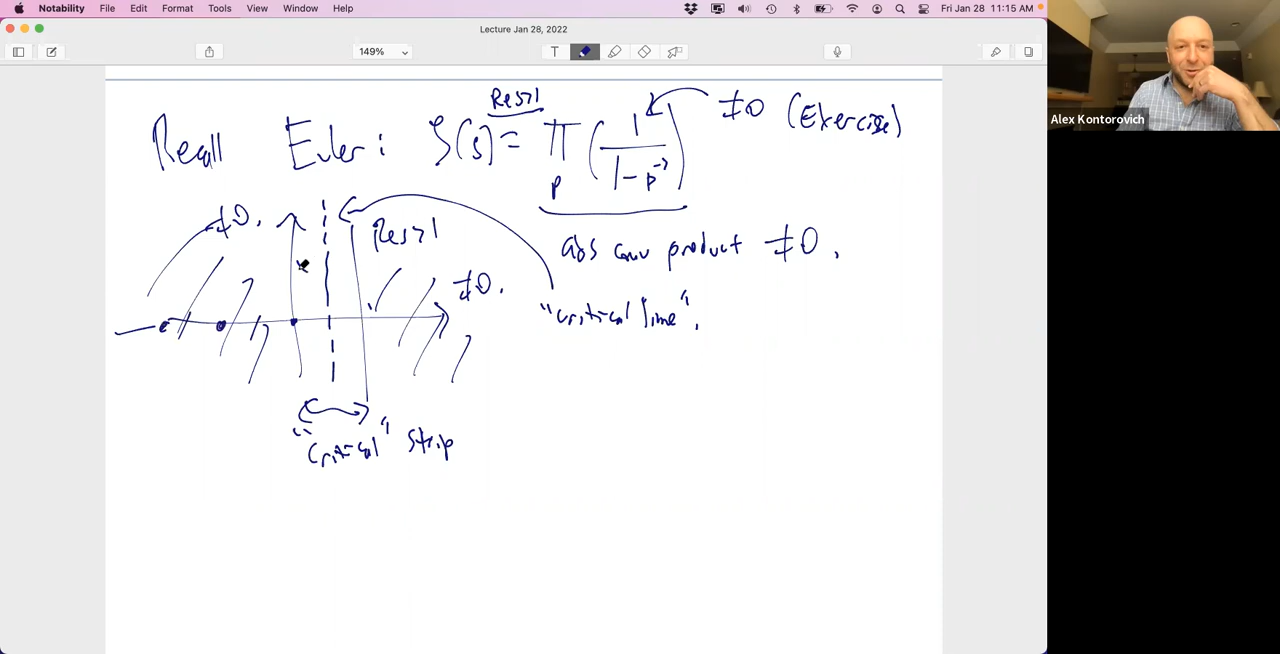 Notability File Edit View Go Tools Window Help Fri Jan 28 11:15 AM
Lecture Jan 28, 2022
149% T
Alex Kontorovich
Recall Euler: ζ(s) = Π_p (1/(1-p^-s)) ≠0 (Exercise)
Re s>1
≠0. Re s>1
abs conv product ≠0.
≠0.
"critical line".
"critical" strip